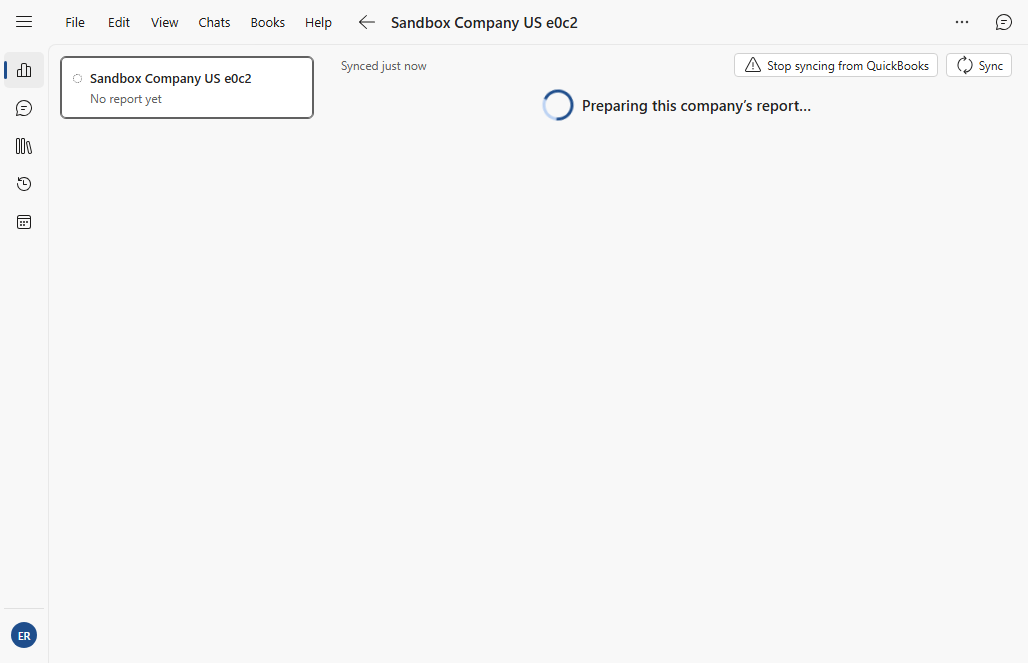 File Edit View Chats Books Help Sandbox Company US e0c2
Sandbox Company US e0c2
No report yet
Synced just now
Stop syncing from QuickBooks
Sync
Preparing this company’s report...
ER